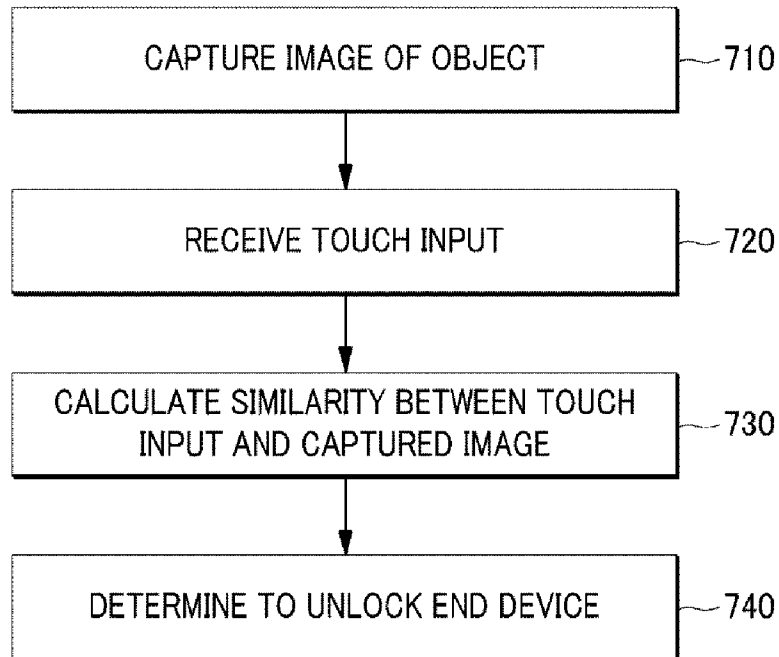 CAPTURE IMAGE OF OBJECT
710
RECEIVE TOUCH INPUT
720
CALCULATE SIMILARITY BETWEEN TOUCH
INPUT AND CAPTURED IMAGE
730
DETERMINE TO UNLOCK END DEVICE
740